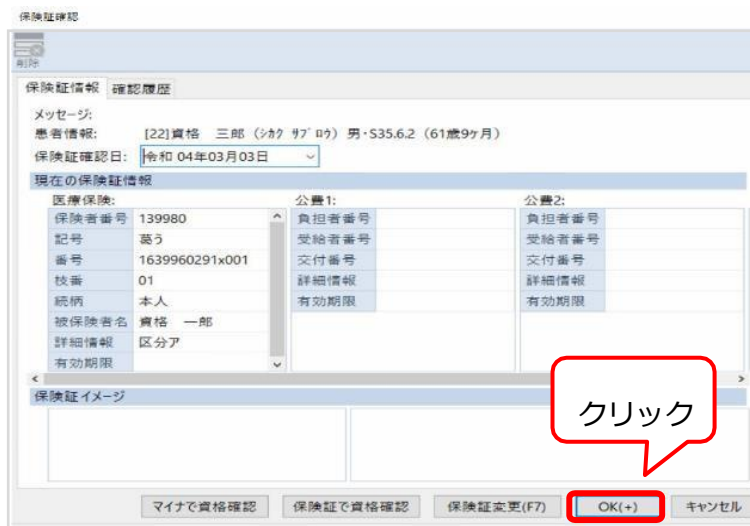 保険証確認
削除
保険証情報 確認履歴
メッセージ:
患者情報: [22]資格 三郎 (シカク サブロウ) 男・S35.6.2 (61歳9ヶ月)
保険証確認日: 令和 04年03月03日
現在の保険証情報
医療保険: 公費1: 公費2:
保険者番号 139980 負担者番号 負担者番号
記号 葛う 受給者番号 受給者番号
番号 1639960291x001 交付番号 交付番号
枝番 01 詳細情報 詳細情報
続柄 本人 有効期限 有効期限
被保険者名 資格 一郎
詳細情報 区分ア
有効期限
保険証イメージ
クリック
マイナで資格確認 保険証で資格確認 保険証変更(F7) OK(+) キャンセル